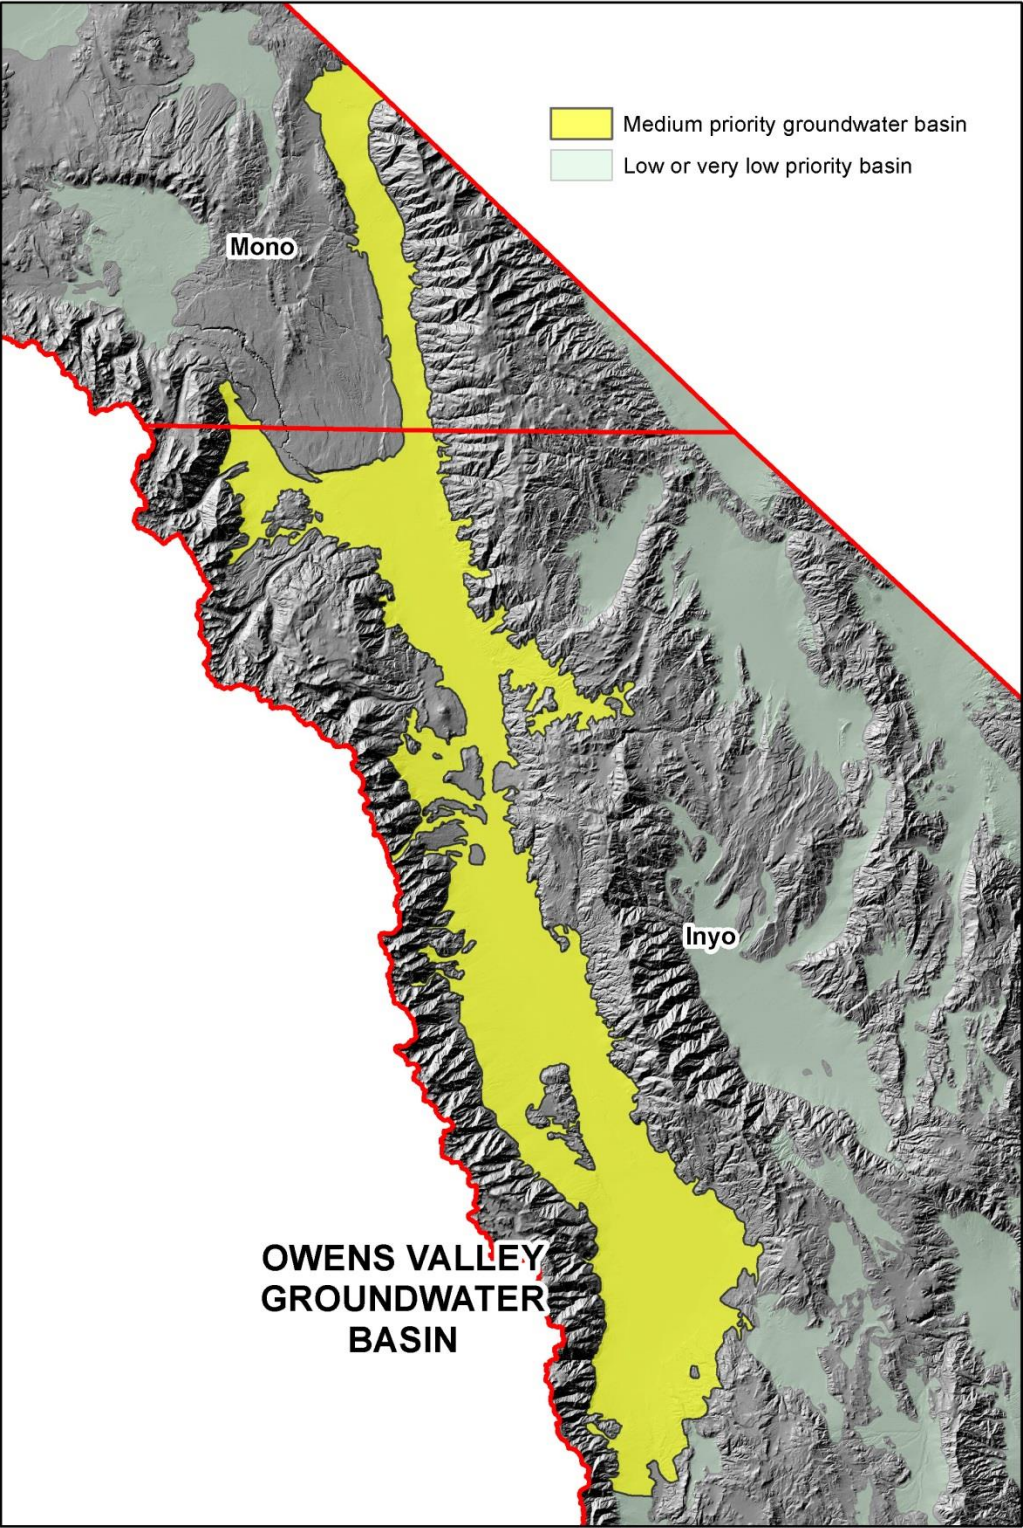 Medium priority groundwater basin
Low or very low priority basin
Mono
Inyo
OWENS VALLEY
GROUNDWATER
BASIN